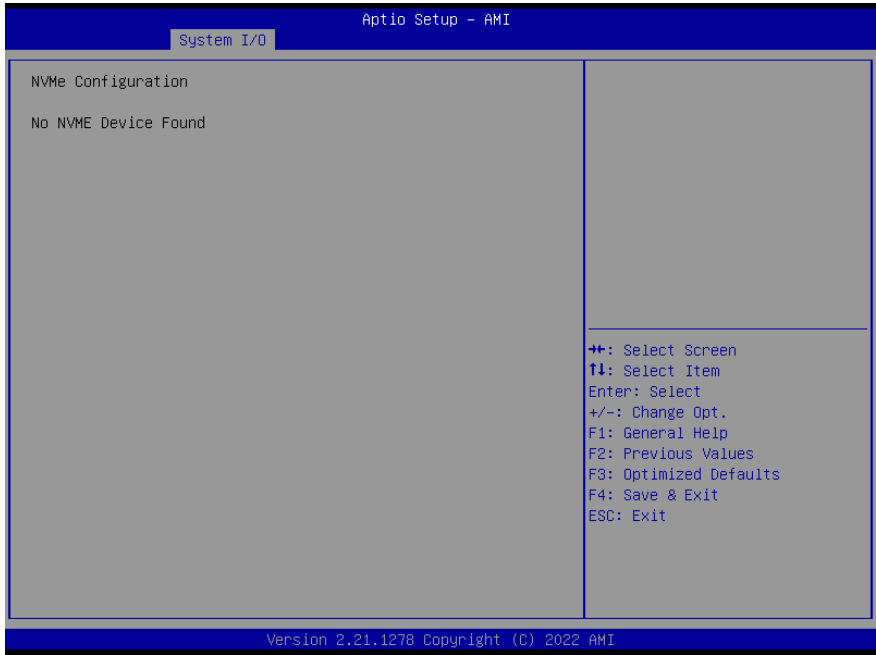 Aptio Setup - AMI
System I/O
NVMe Configuration
No NVME Device Found
→←: Select Screen
↑↓: Select Item
Enter: Select
+/-: Change Opt.
F1: General Help
F2: Previous Values
F3: Optimized Defaults
F4: Save & Exit
ESC: Exit
Version 2.21.1278 Copyright (C) 2022 AMI